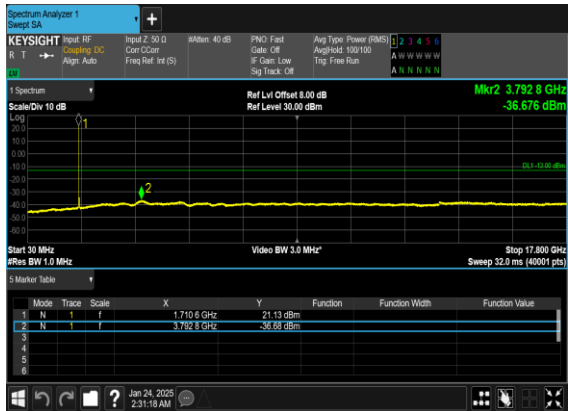 Spectrum Analyzer 1
Swept SA
+
KEYSIGHT Input: RF Input Z: 50 Ω #Atten: 40 dB PNO: Fast Avg Type: Power (RMS) 1 2 3 4 5 6
R T Coupling: DC Corr CCorr Gate: Off Avg|Hold: 100/100 A W W W W W
Align: Auto Freq Ref: Int (S) IF Gain: Low Trig: Free Run
Sig Track: Off A N N N N N
1 Spectrum
Ref Lvl Offset 8.00 dB Mkr2 3.792 8 GHz
Scale/Div 10 dB Ref Level 30.00 dBm -36.676 dBm
Log
1
20.0
10.0
0.00
-10.0
DL1 -13.00 dBm
-20.0
-30.0
2
-40.0
-50.0
-60.0
Start 30 MHz Video BW 3.0 MHz* Stop 17.800 GHz
#Res BW 1.0 MHz Sweep 32.0 ms (40001 pts)
5 Marker Table
Mode Trace Scale X Y Function Function Width Function Value
1 N 1 f 1.710 6 GHz 21.13 dBm
2 N 1 f 3.792 8 GHz -36.68 dBm
3
4
5
6
? Jan 24, 2025
2:31:18 AM